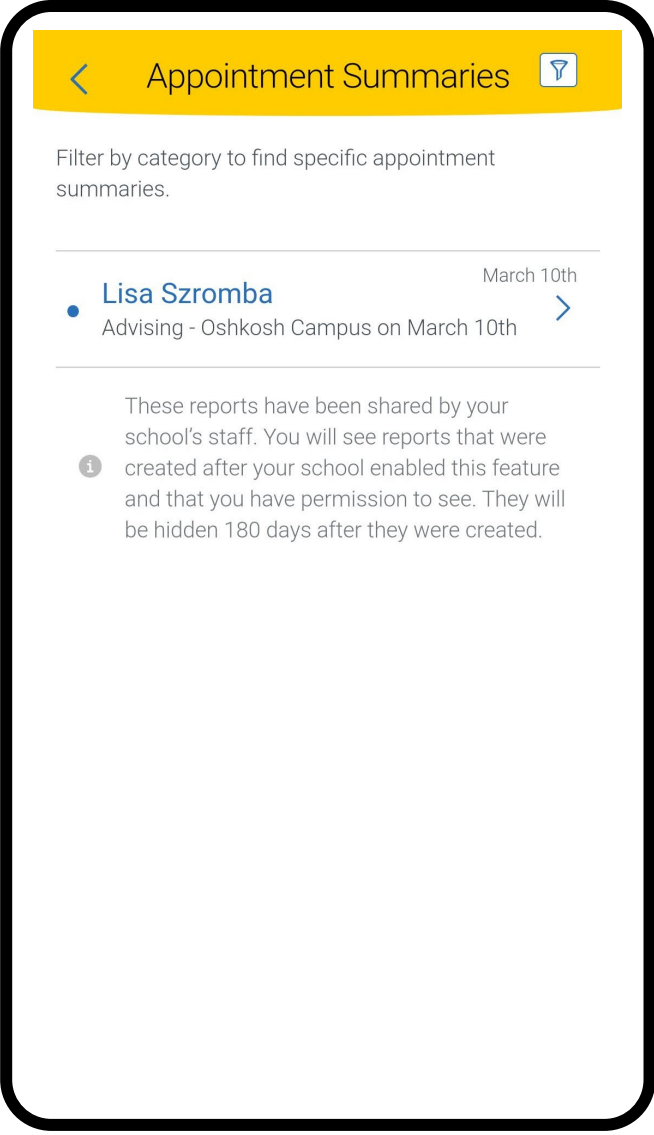 Appointment Summaries
Filter by category to find specific appointment
summaries.
March 10th
Lisa Szromba
Advising - Oshkosh Campus on March 10th
These reports have been shared by your
school’s staff. You will see reports that were
created after your school enabled this feature
and that you have permission to see. They will
be hidden 180 days after they were created.